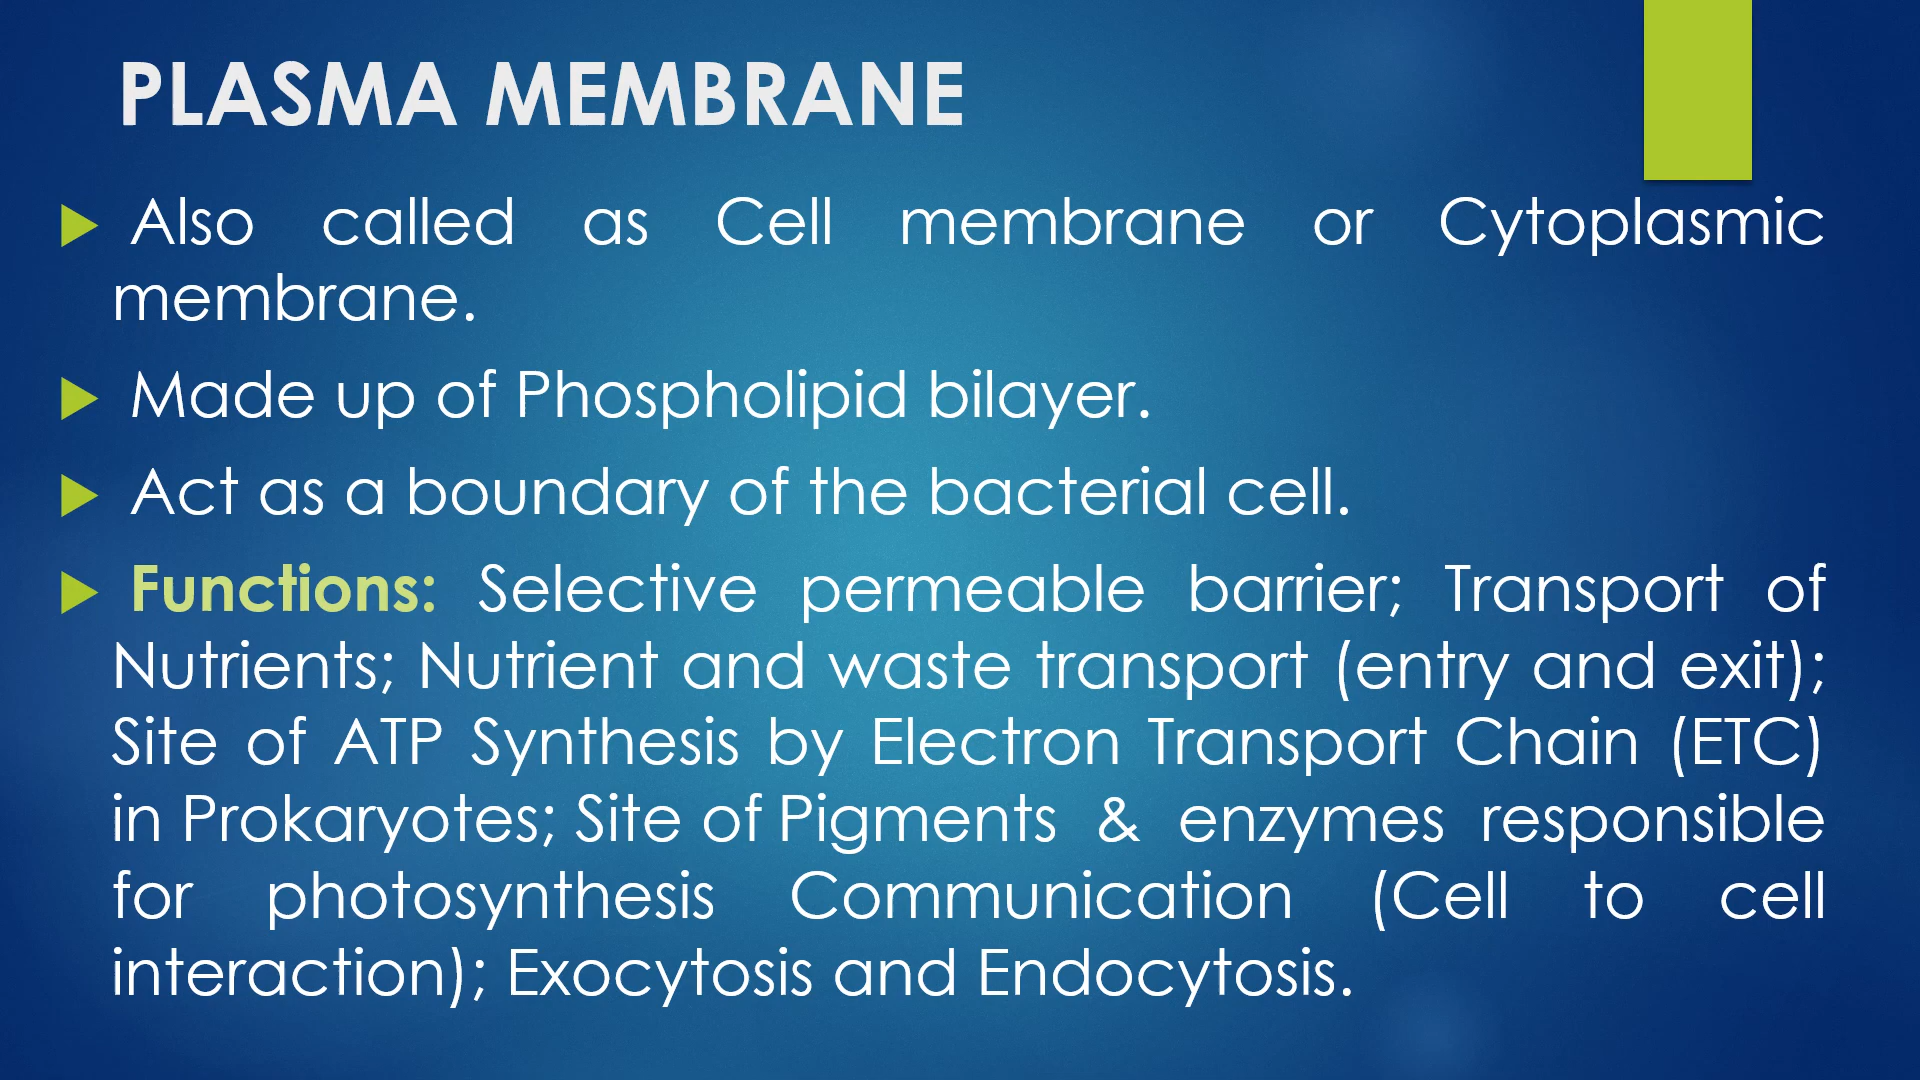 PLASMA MEMBRANE
Also called as Cell membrane or Cytoplasmic
membrane.
Made up of Phospholipid bilayer.
Act as a boundary of the bacterial cell.
Functions: Selective permeable barrier; Transport of
Nutrients; Nutrient and waste transport (entry and exit);
Site of ATP Synthesis by Electron Transport Chain (ETC)
in Prokaryotes; Site of Pigments & enzymes responsible
for photosynthesis Communication (Cell to cell
interaction); Exocytosis and Endocytosis.